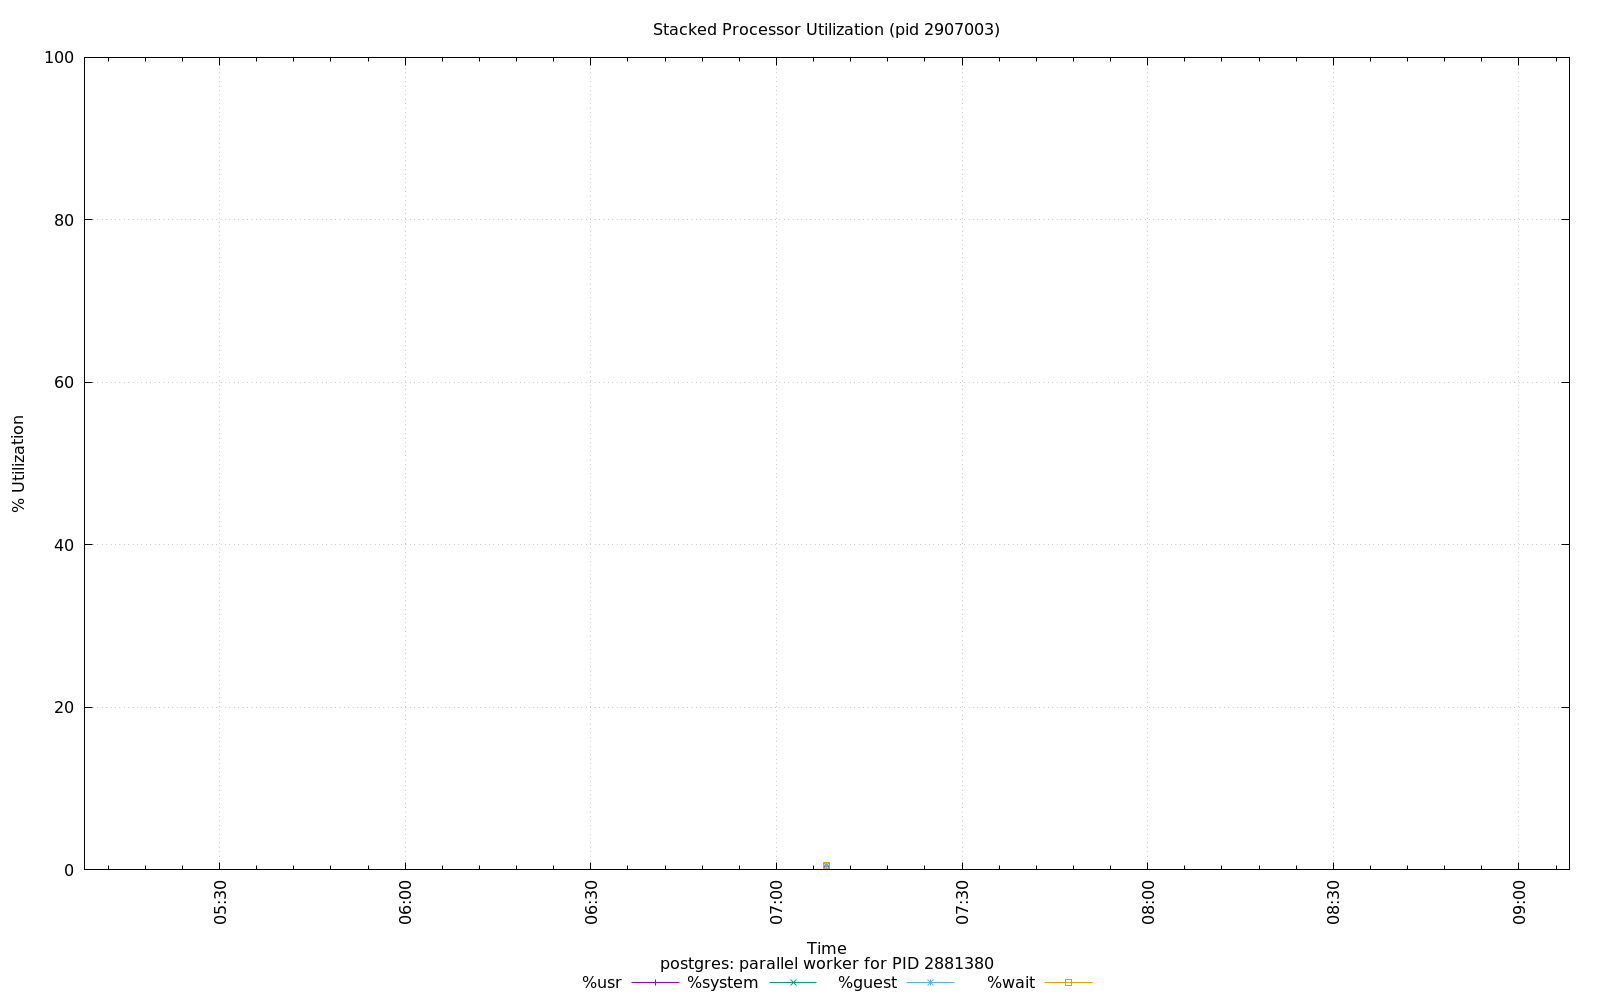 Stacked Processor Utilization (pid 2907003)
100
80
60
40
20
0
% Utilization
05:30 06:00 06:30 07:00 07:30 08:00 08:30 09:00
Time
postgres: parallel worker for PID 2881380
%usr %system %guest %wait